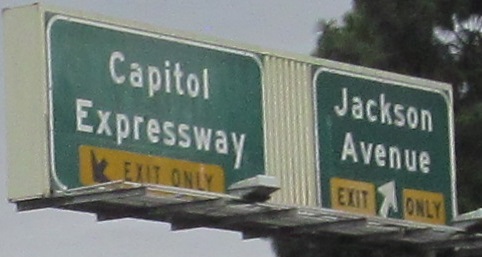 Capitol
Expressway
EXIT ONLY
Jackson
Avenue
EXIT ONLY